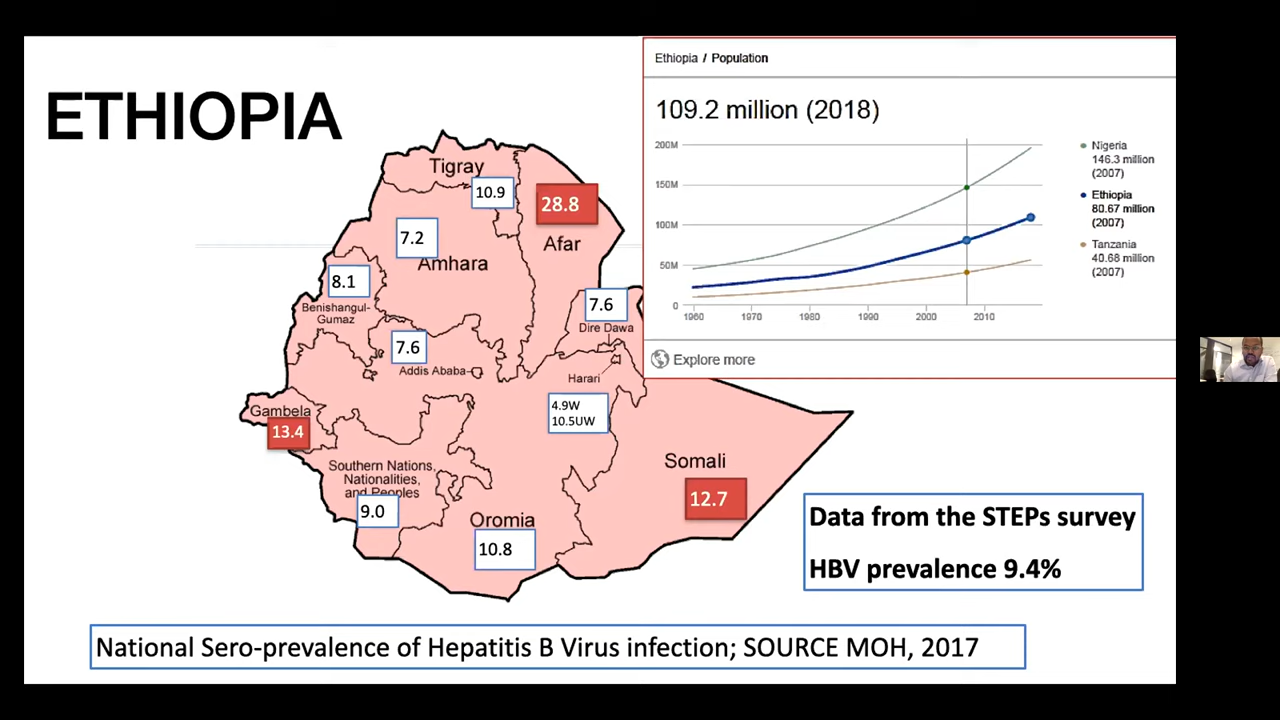 ETHIOPIA
Ethiopia / Population
109.2 million (2018)
200M
150M
100M
50M
0
1960
1970
1980
1990
2000
2010
Nigeria
146.3 million
(2007)
Ethiopia
80.67 million
(2007)
Tanzania
40.68 million
(2007)
Explore more
Tigray
10.9
28.8
Afar
7.2
Amhara
8.1
Benishangul-
Gumaz
7.6
Dire Dawa
7.6
Addis Ababa
Harari
4.9W
10.5UW
Gambela
13.4
Southern Nations,
Nationalities,
and Peoples
9.0
Somali
12.7
Oromia
10.8
Data from the STEPs survey
HBV prevalence 9.4%
National Sero-prevalence of Hepatitis B Virus infection; SOURCE MOH, 2017